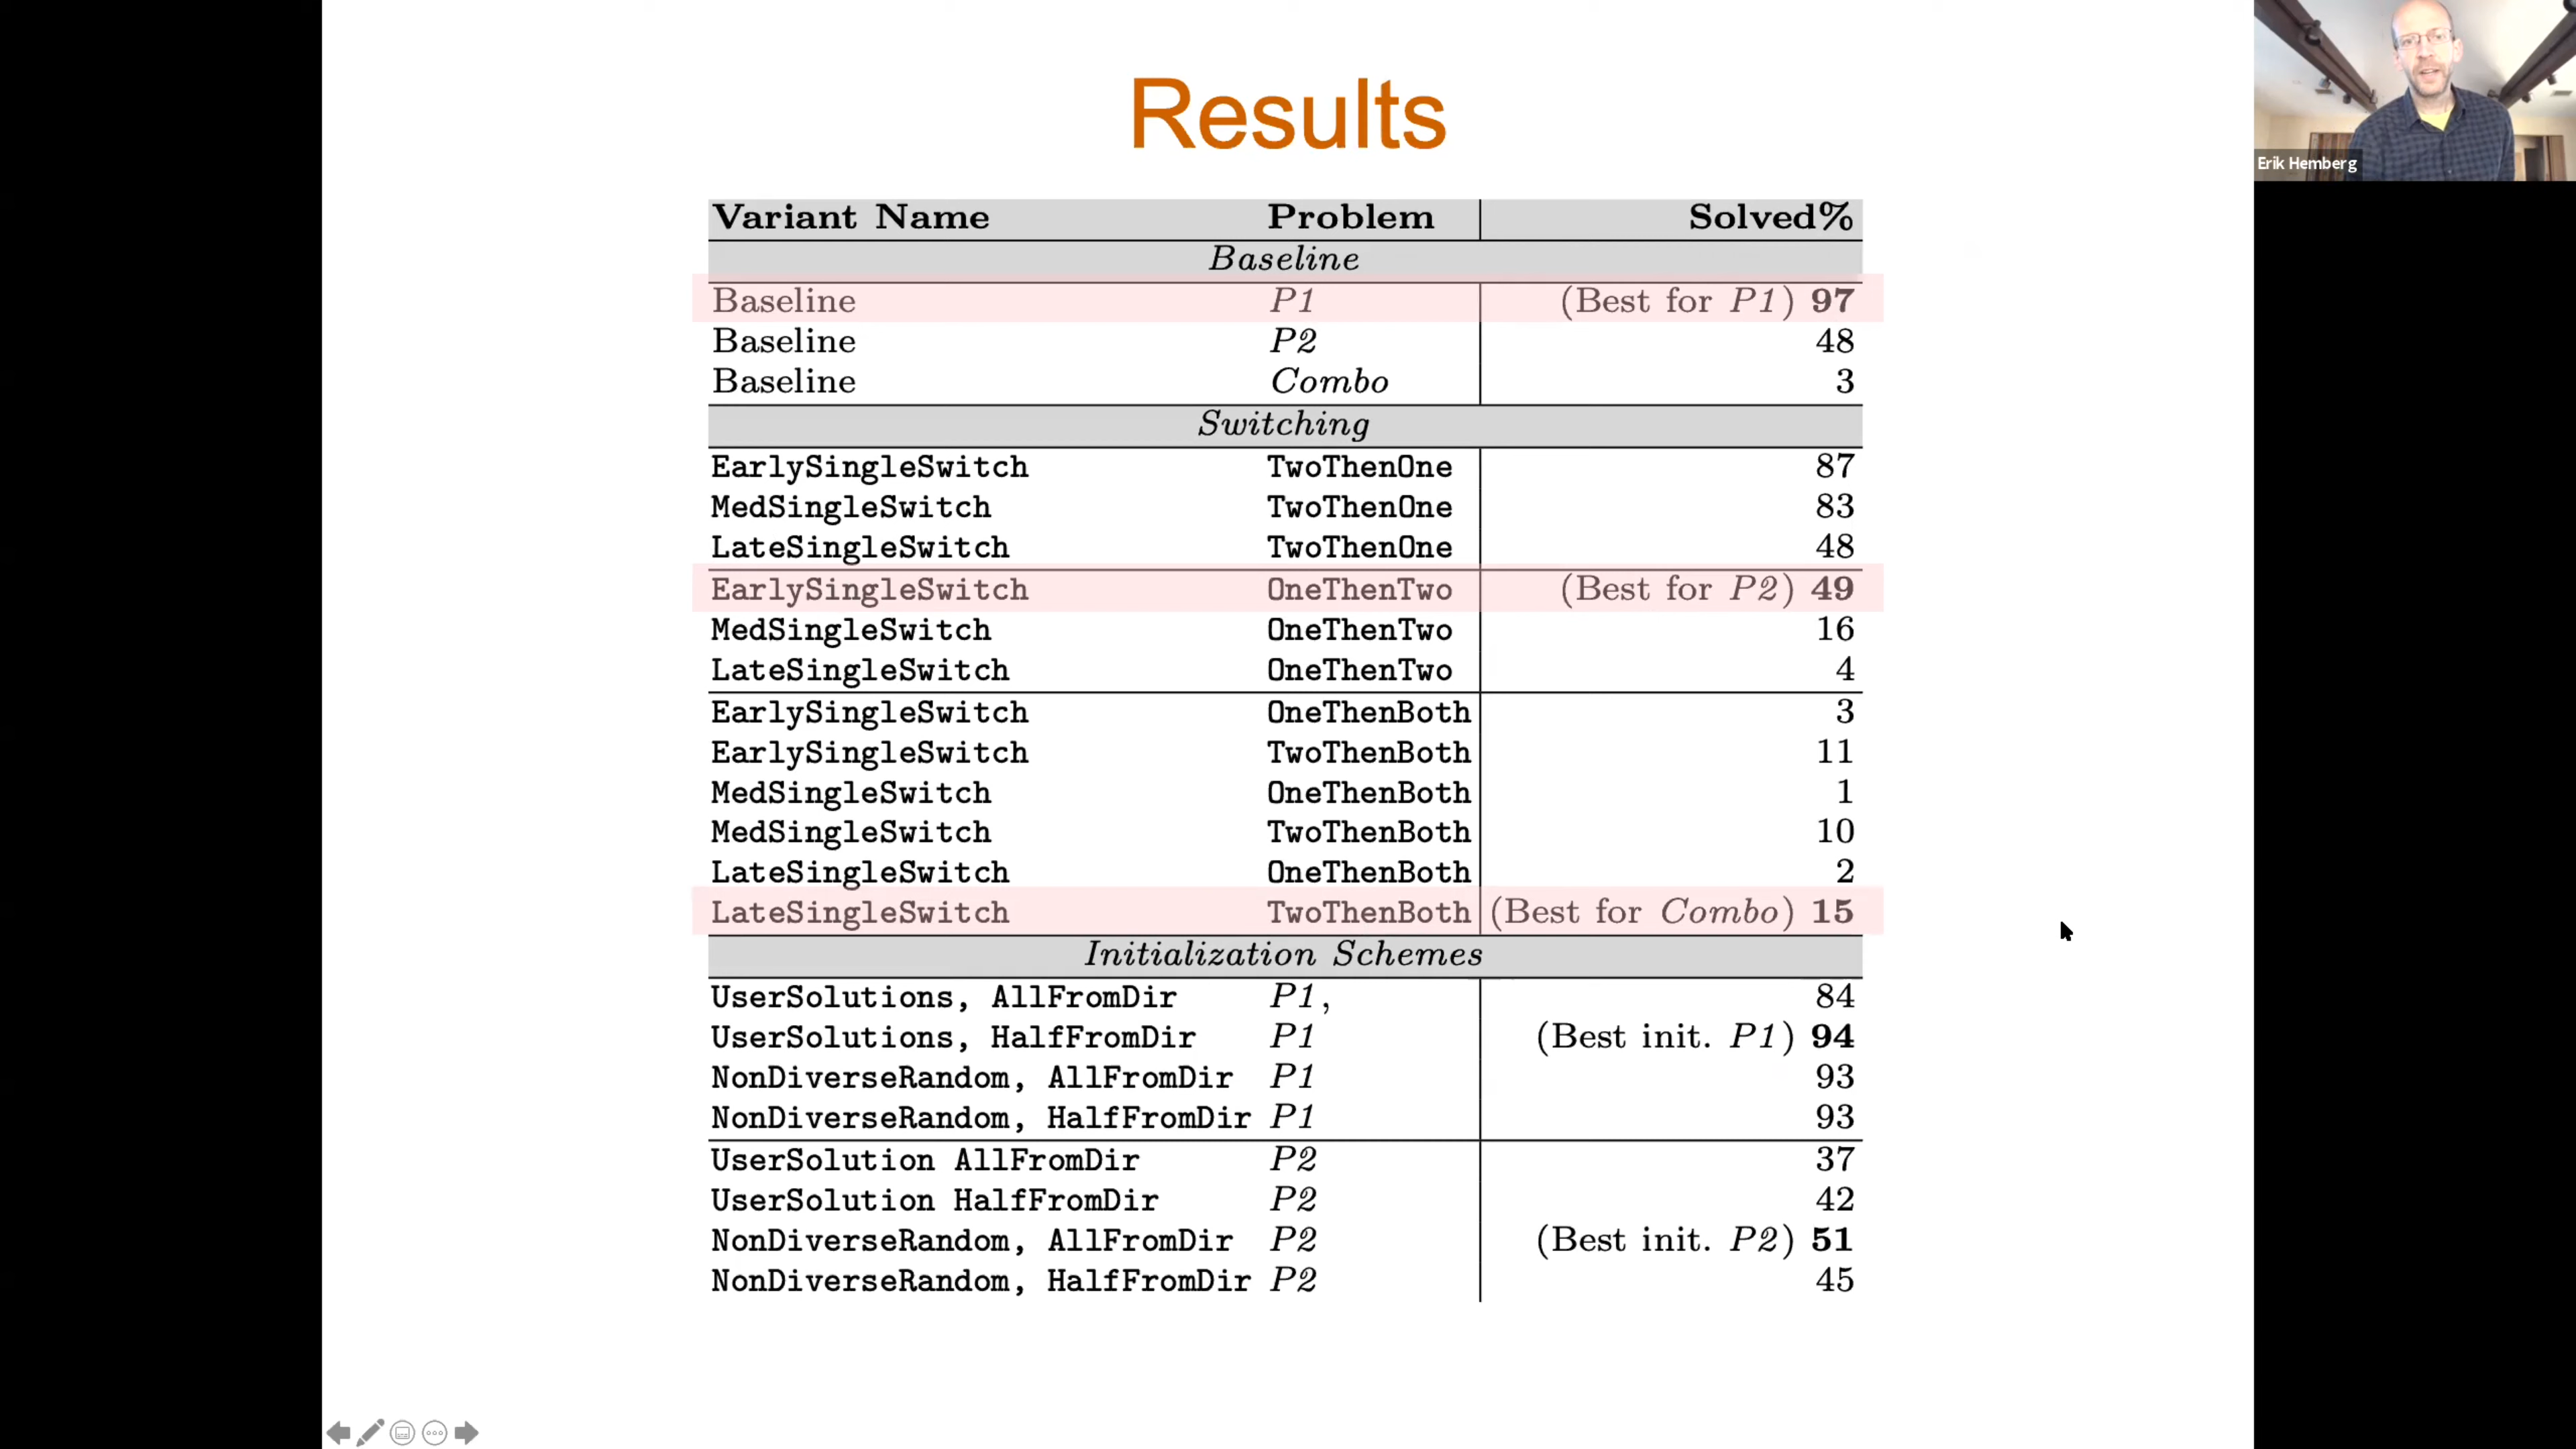 Results
Erik Hemberg
Variant Name Problem Solved%
Baseline
Baseline P1 (Best for P1) 97
Baseline P2 48
Baseline Combo 3
Switching
EarlySingleSwitch TwoThenOne 87
MedSingleSwitch TwoThenOne 83
LateSingleSwitch TwoThenOne 48
EarlySingleSwitch OneThenTwo (Best for P2) 49
MedSingleSwitch OneThenTwo 16
LateSingleSwitch OneThenTwo 4
EarlySingleSwitch OneThenBoth 3
EarlySingleSwitch TwoThenBoth 11
MedSingleSwitch OneThenBoth 1
MedSingleSwitch TwoThenBoth 10
LateSingleSwitch OneThenBoth 2
LateSingleSwitch TwoThenBoth (Best for Combo) 15
Initialization Schemes
UserSolutions, AllFromDir P1, 84
UserSolutions, HalfFromDir P1 (Best init. P1) 94
NonDiverseRandom, AllFromDir P1 93
NonDiverseRandom, HalfFromDir P1 93
UserSolution AllFromDir P2 37
UserSolution HalfFromDir P2 42
NonDiverseRandom, AllFromDir P2 (Best init. P2) 51
NonDiverseRandom, HalfFromDir P2 45